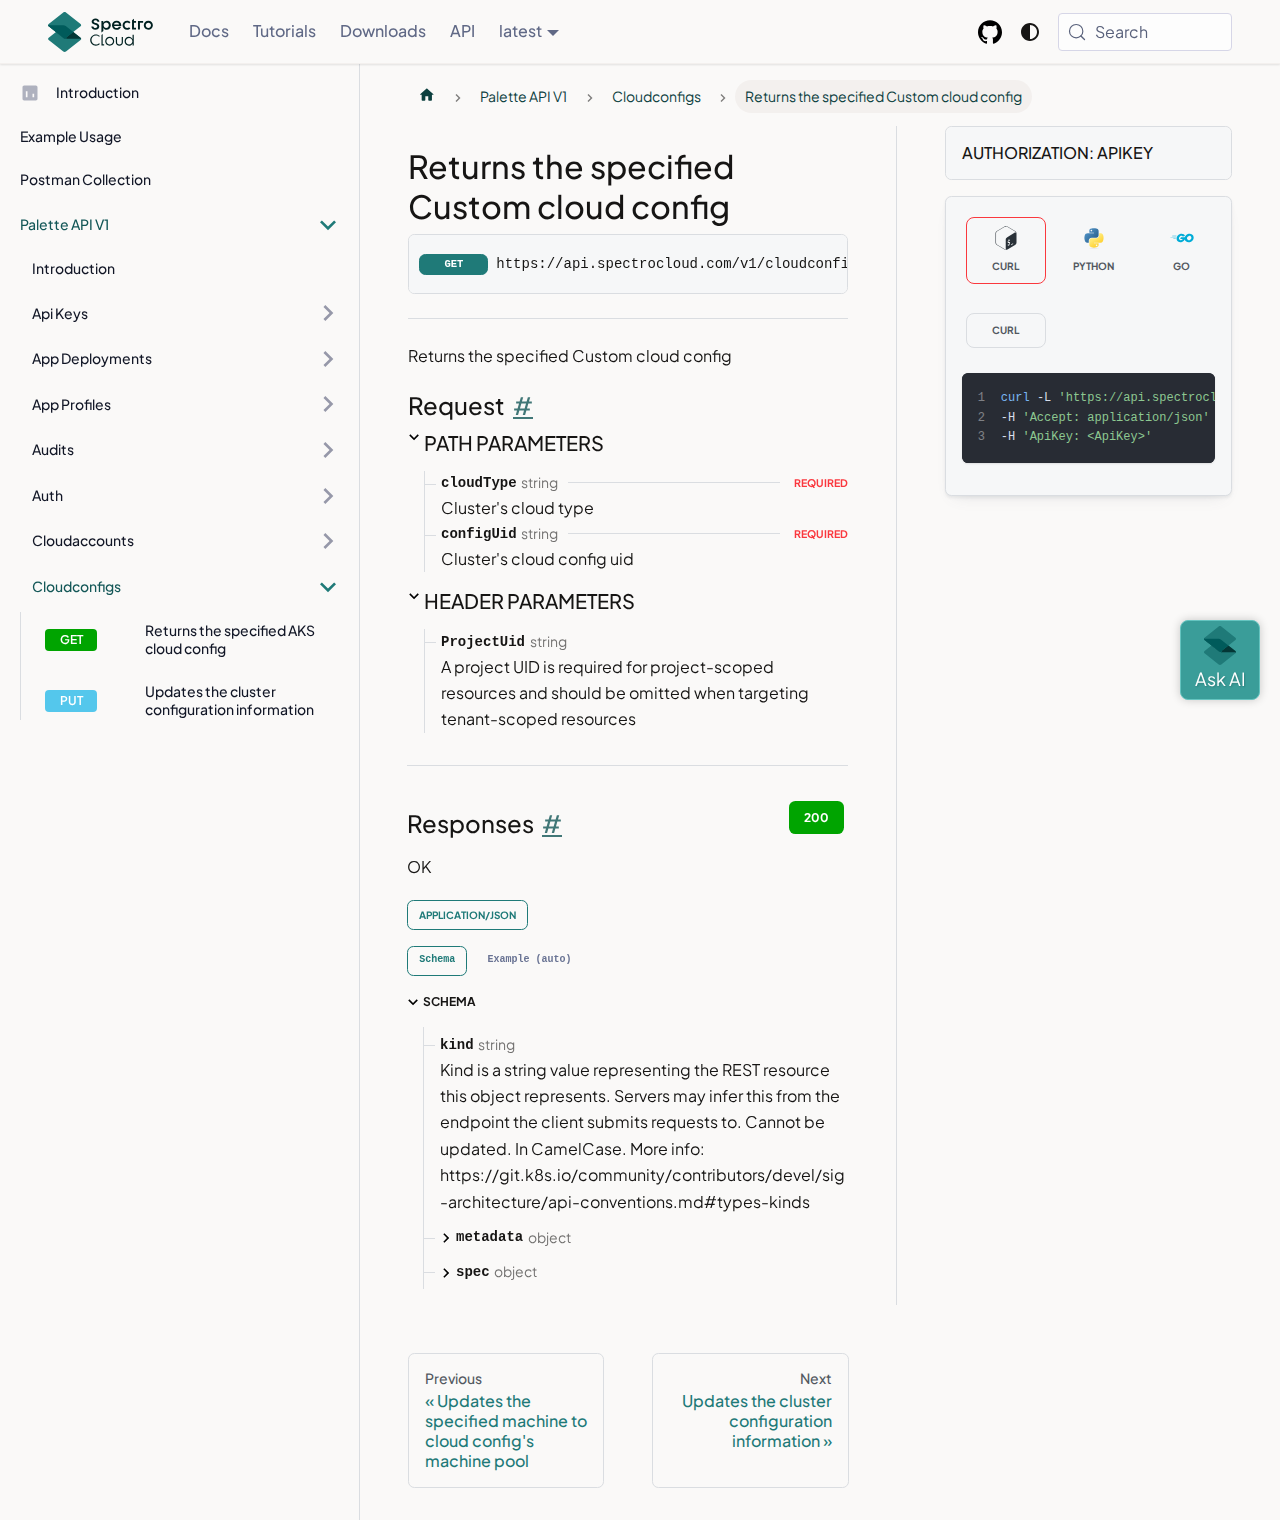 Spectro Cloud
Docs
Tutorials
Downloads
API
latest
Search
Introduction
Example Usage
Postman Collection
Palette API V1
Introduction
Api Keys
App Deployments
App Profiles
Audits
Auth
Cloudaccounts
Cloudconfigs
GET
Returns the specified AKS
cloud config
PUT
Updates the cluster
configuration information
Palette API V1
Cloudconfigs
Returns the specified Custom cloud config
Returns the specified
Custom cloud config
GET https://api.spectrocloud.com/v1/cloudconfi
Returns the specified Custom cloud config
Request #
PATH PARAMETERS
cloudType string REQUIRED
Cluster's cloud type
configUid string REQUIRED
Cluster's cloud config uid
HEADER PARAMETERS
ProjectUid string
A project UID is required for project-scoped
resources and should be omitted when targeting
tenant-scoped resources
Responses #
200
OK
APPLICATION/JSON
Schema
Example (auto)
SCHEMA
kind string
Kind is a string value representing the REST resource
this object represents. Servers may infer this from the
endpoint the client submits requests to. Cannot be
updated. In CamelCase. More info:
https://git.k8s.io/community/contributors/devel/sig
-architecture/api-conventions.md#types-kinds
metadata object
spec object
Previous
« Updates the
specified machine to
cloud config's
machine pool
Next
Updates the cluster
configuration
information »
AUTHORIZATION: APIKEY
CURL
PYTHON
GO
CURL
1 curl -L 'https://api.spectrocl
2 -H 'Accept: application/json'
3 -H 'ApiKey: <ApiKey>'
Ask AI